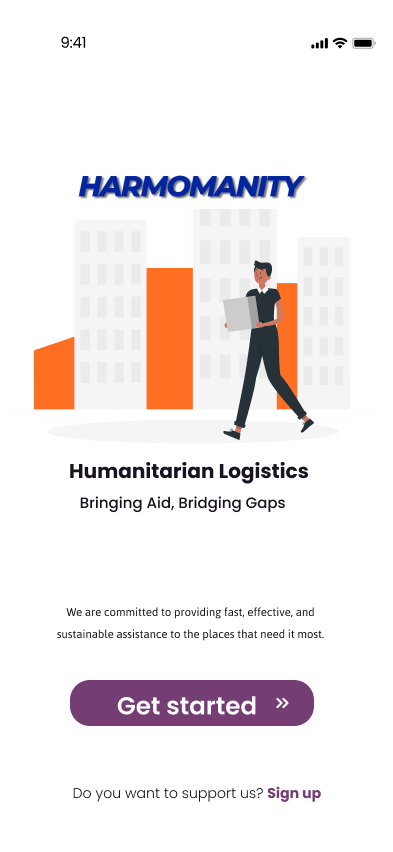 9:41
HARMOMANITY
Humanitarian Logistics
Bringing Aid, Bridging Gaps
We are committed to providing fast, effective, and
sustainable assistance to the places that need it most.
Get started »
Do you want to support us? Sign up